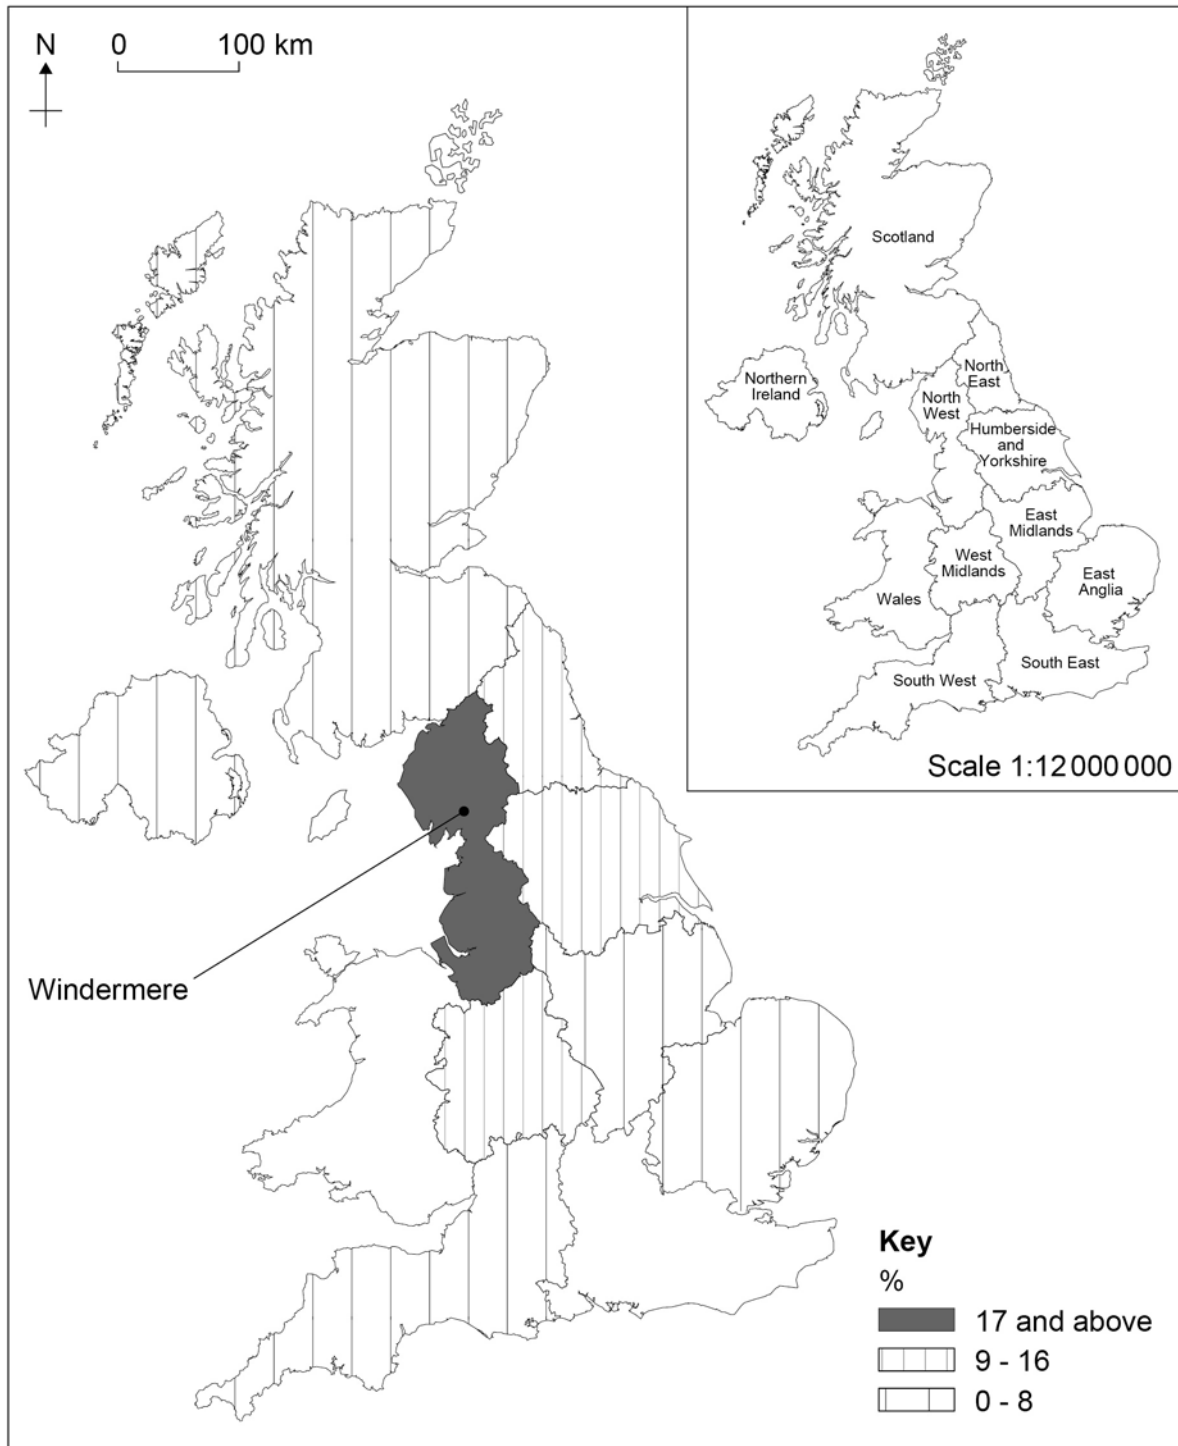 N
0 100 km
Scotland
Northern
Ireland
North
East
North
West
Humberside
and
Yorkshire
East
Midlands
West
Midlands
East
Anglia
Wales
South East
South West
Scale 1:12 000 000
Windermere
Key
%
17 and above
9 - 16
0 - 8